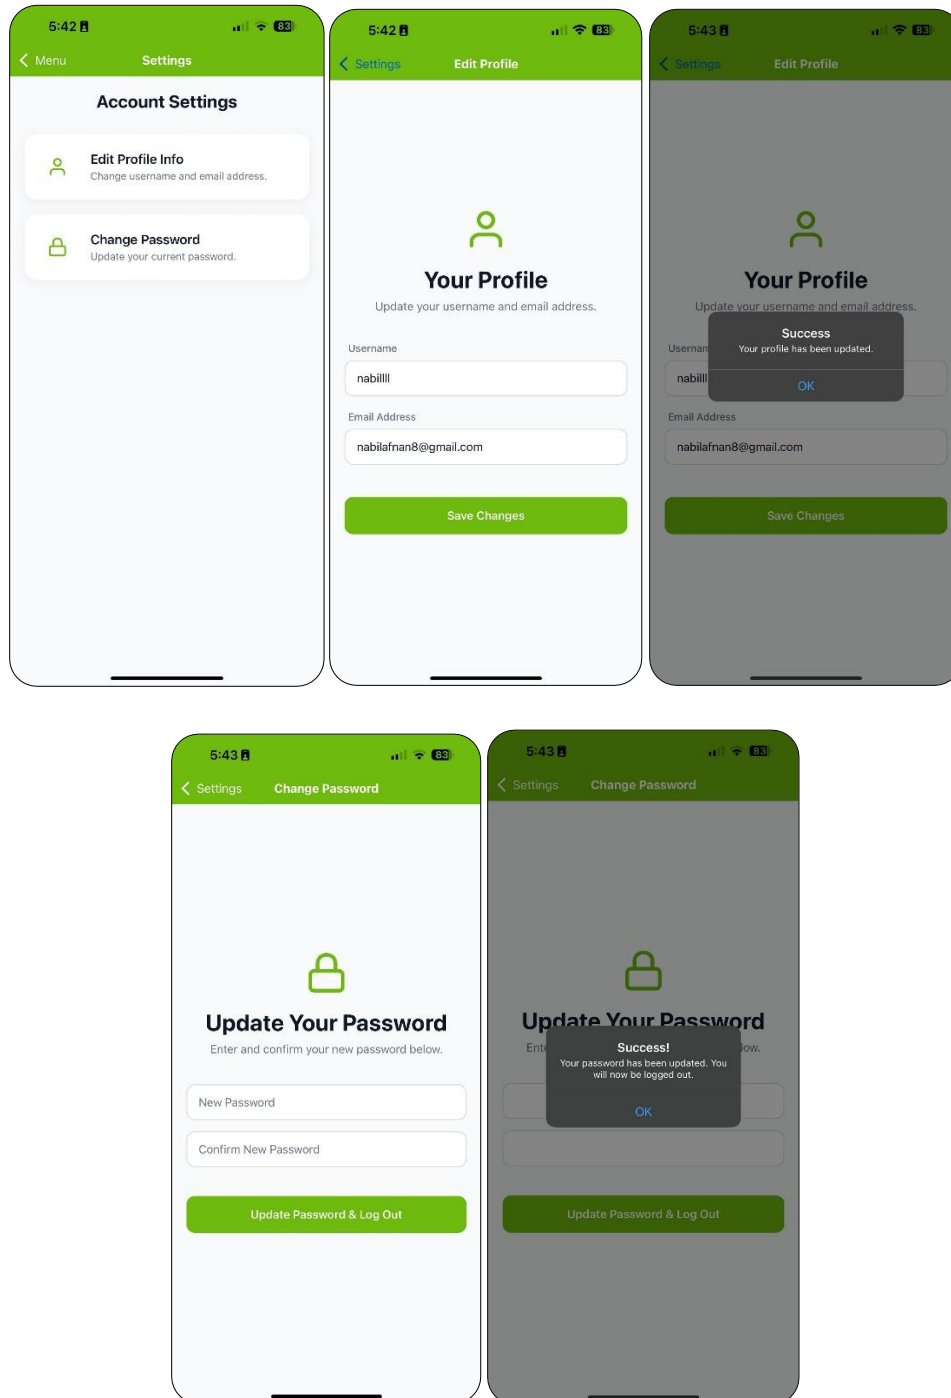 5:42
83
Menu
Settings
Account Settings
Edit Profile Info
Change username and email address.
Change Password
Update your current password.
5:42
83
Settings
Edit Profile
Your Profile
Update your username and email address.
Username
nabillll
Email Address
nabilafnan8@gmail.com
Save Changes
5:43
83
Settings
Edit Profile
Your Profile
Update your username and email address.
Success
Your profile has been updated.
OK
Usernam
nabilll
Email Address
nabilafnan8@gmail.com
Save Changes
5:43
83
Settings
Change Password
Update Your Password
Enter and confirm your new password below.
New Password
Confirm New Password
Update Password & Log Out
5:43
83
Settings
Change Password
Update Your Password
Ente
low.
Success!
Your password has been updated. You
will now be logged out.
OK
Update Password & Log Out